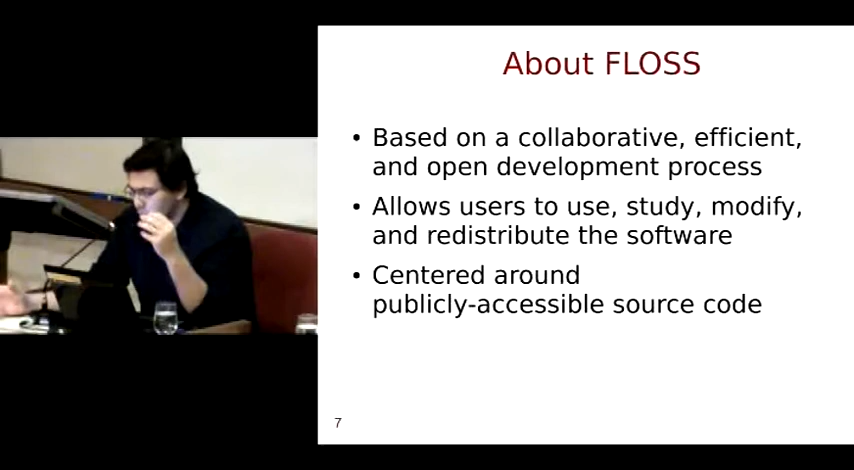 About FLOSS
• Based on a collaborative, efficient,
and open development process
• Allows users to use, study, modify,
and redistribute the software
• Centered around
publicly-accessible source code
7